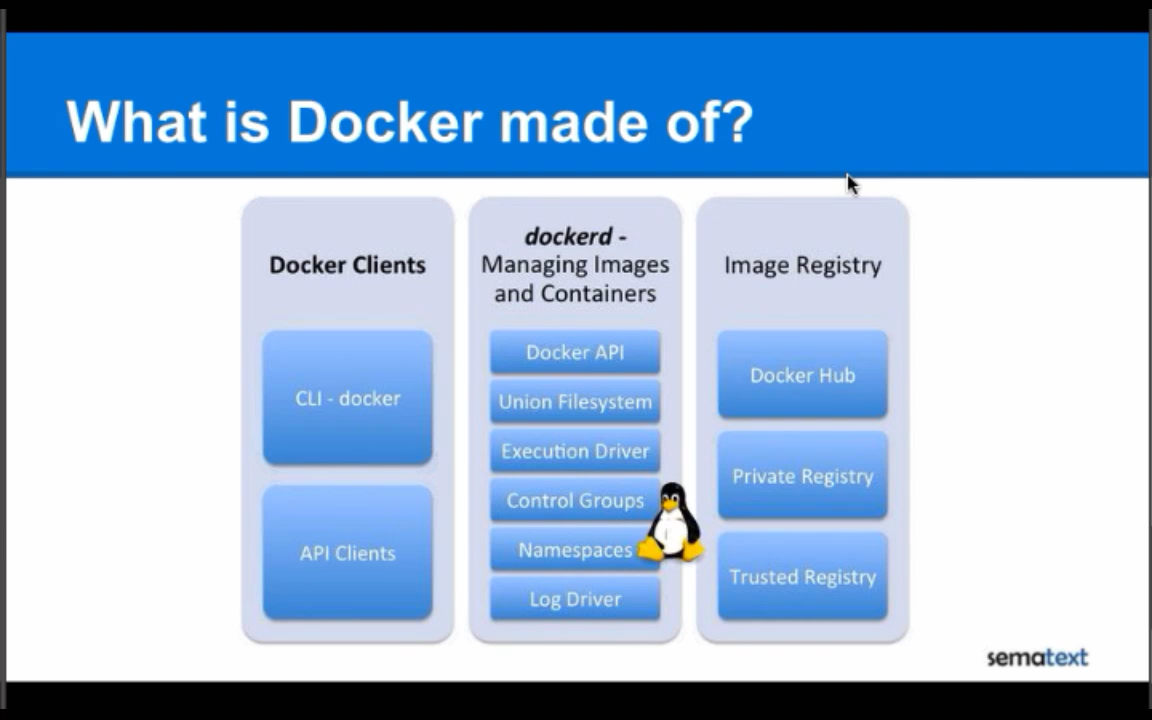 What is Docker made of?
Docker Clients
CLI - docker
API Clients
dockerd -
Managing Images
and Containers
Docker API
Union Filesystem
Execution Driver
Control Groups
Namespaces
Log Driver
Image Registry
Docker Hub
Private Registry
Trusted Registry
sematext